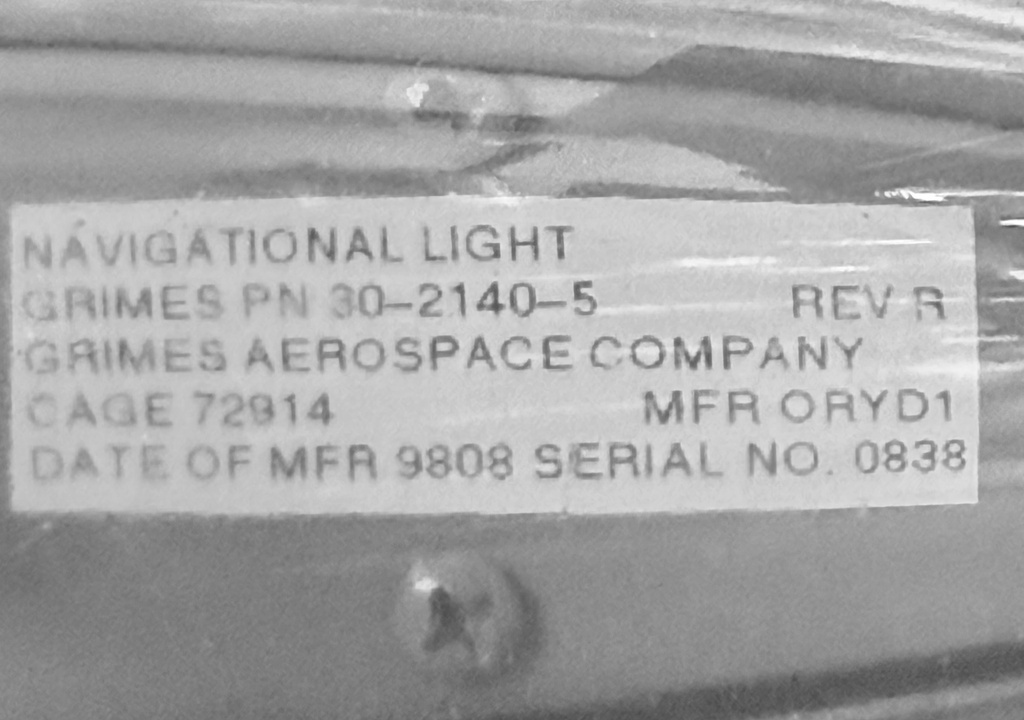 NAVIGATIONAL LIGHT
GRIMES PN 30-2140-5 REV R
GRIMES AEROSPACE COMPANY
CAGE 72914 MFR ORYD1
DATE OF MFR 9808 SERIAL NO. 0838